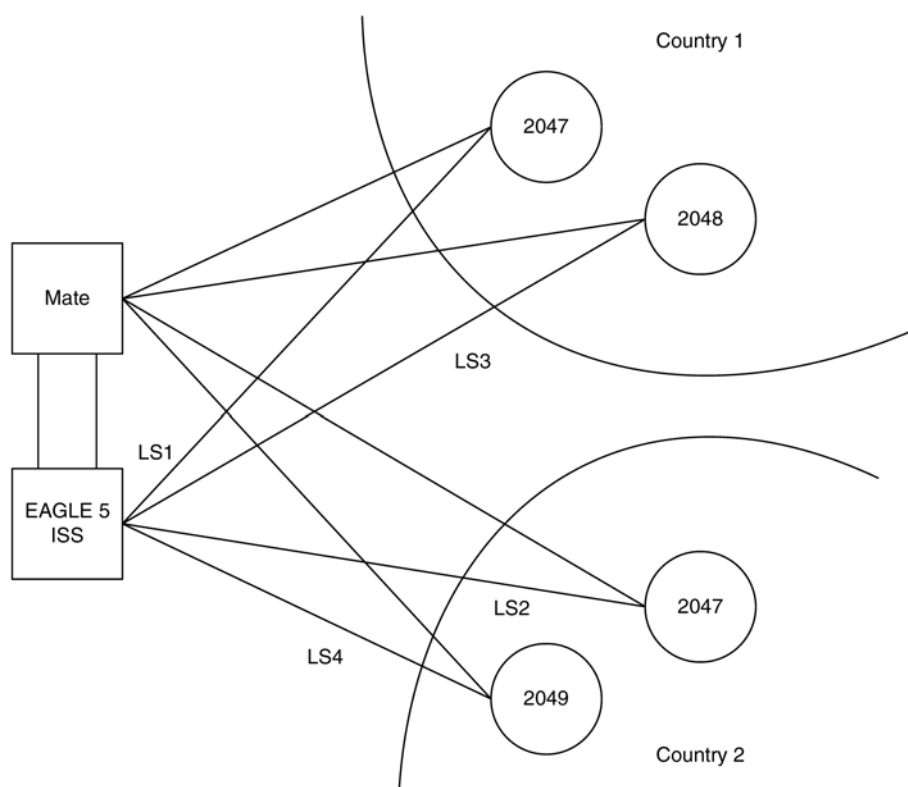 Country 1
2047
2048
Mate
LS3
LS1
EAGLE 5
ISS
LS2
2047
LS4
2049
Country 2